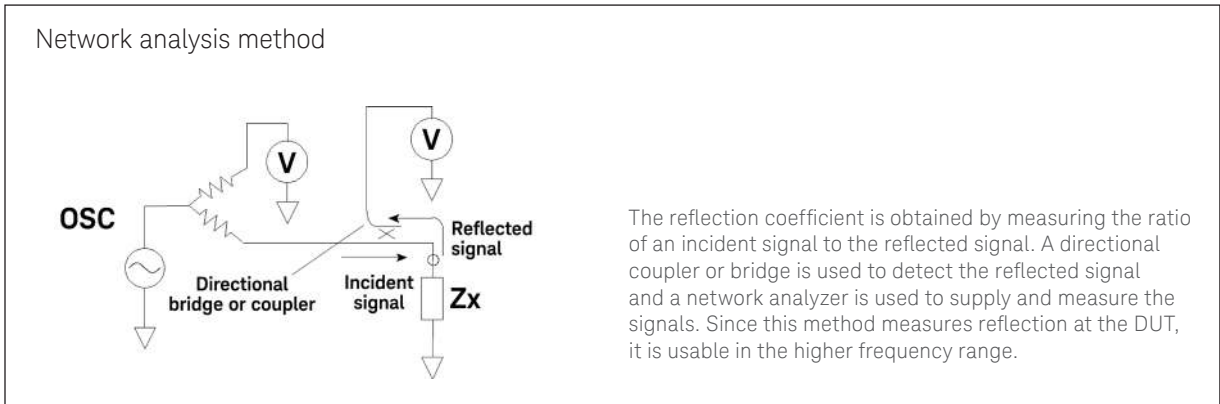 Network analysis method
OSC
V
V
Reflected
signal
Directional
bridge or coupler
Incident
signal
Zx
The reflection coefficient is obtained by measuring the ratio
of an incident signal to the reflected signal. A directional
coupler or bridge is used to detect the reflected signal
and a network analyzer is used to supply and measure the
signals. Since this method measures reflection at the DUT,
it is usable in the higher frequency range.